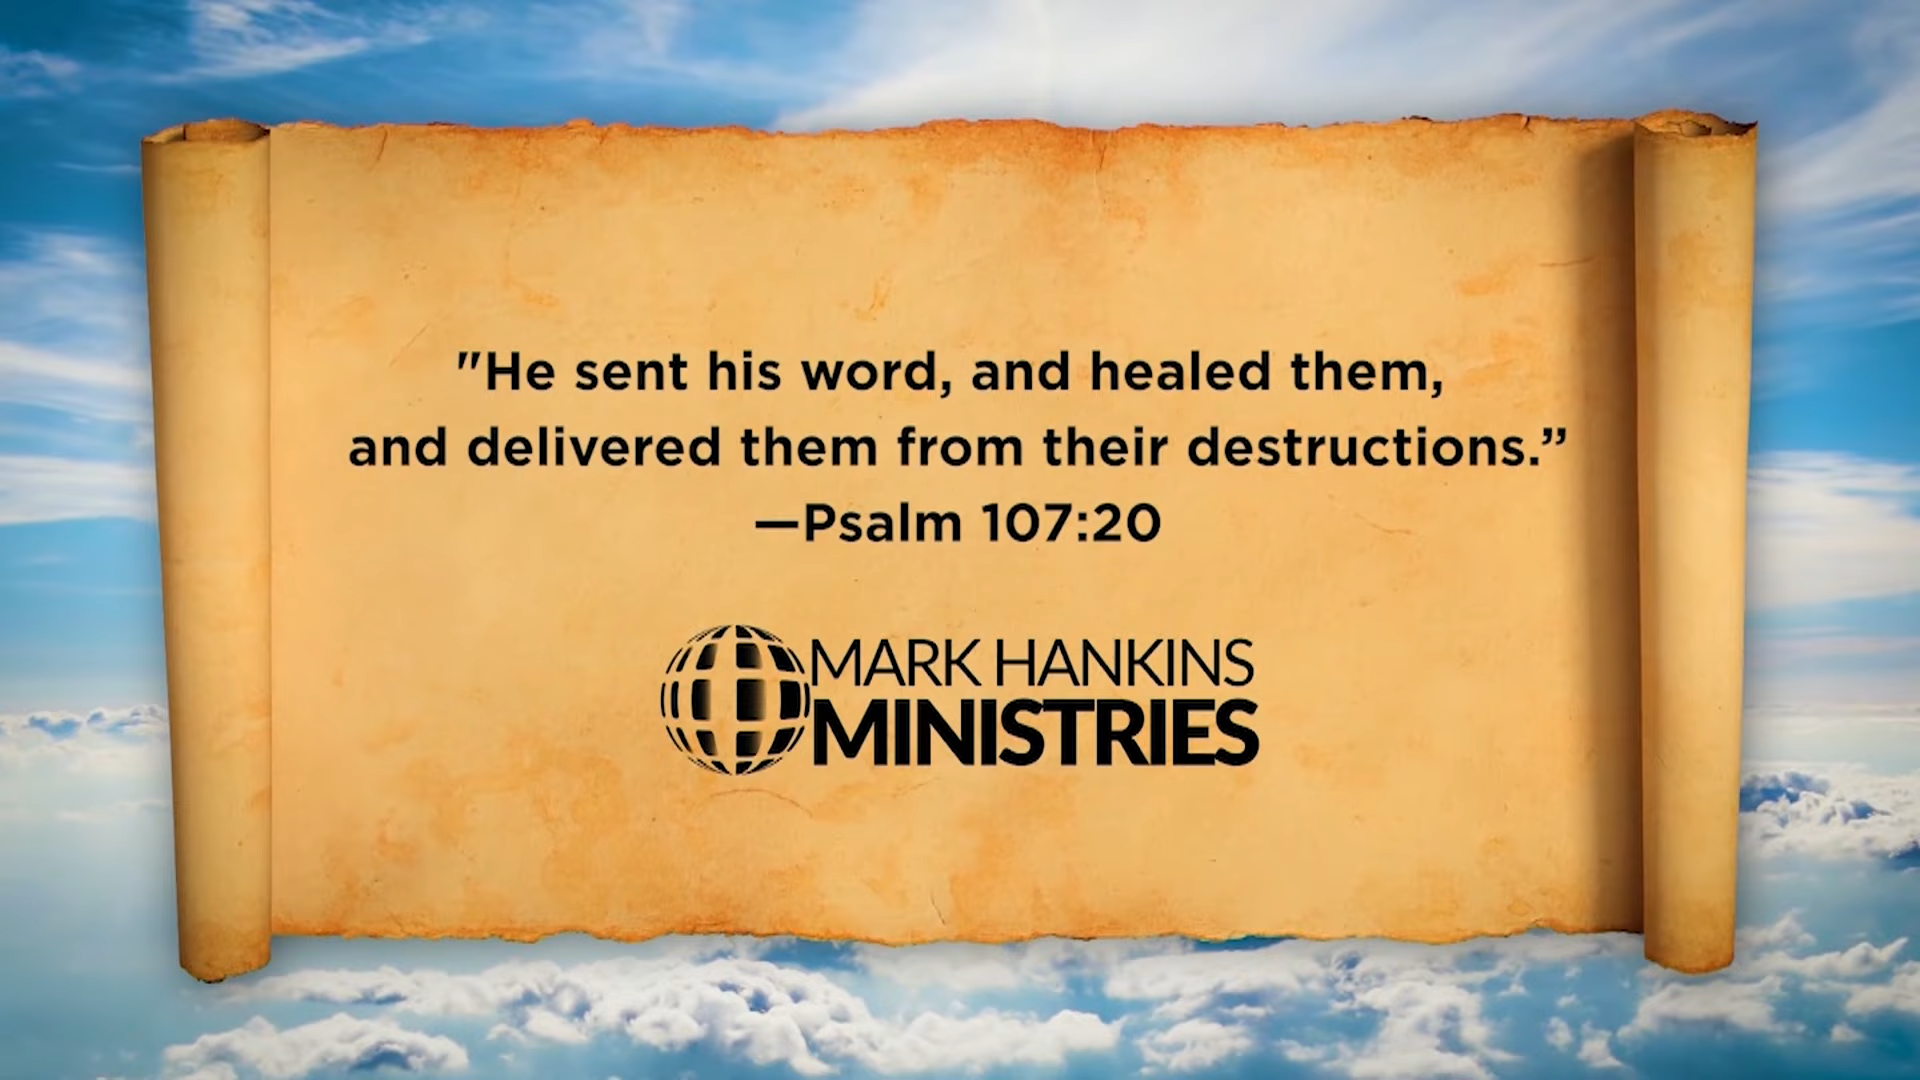 "He sent his word, and healed them,
and delivered them from their destructions.”
—Psalm 107:20
MARK HANKINS
MINISTRIES